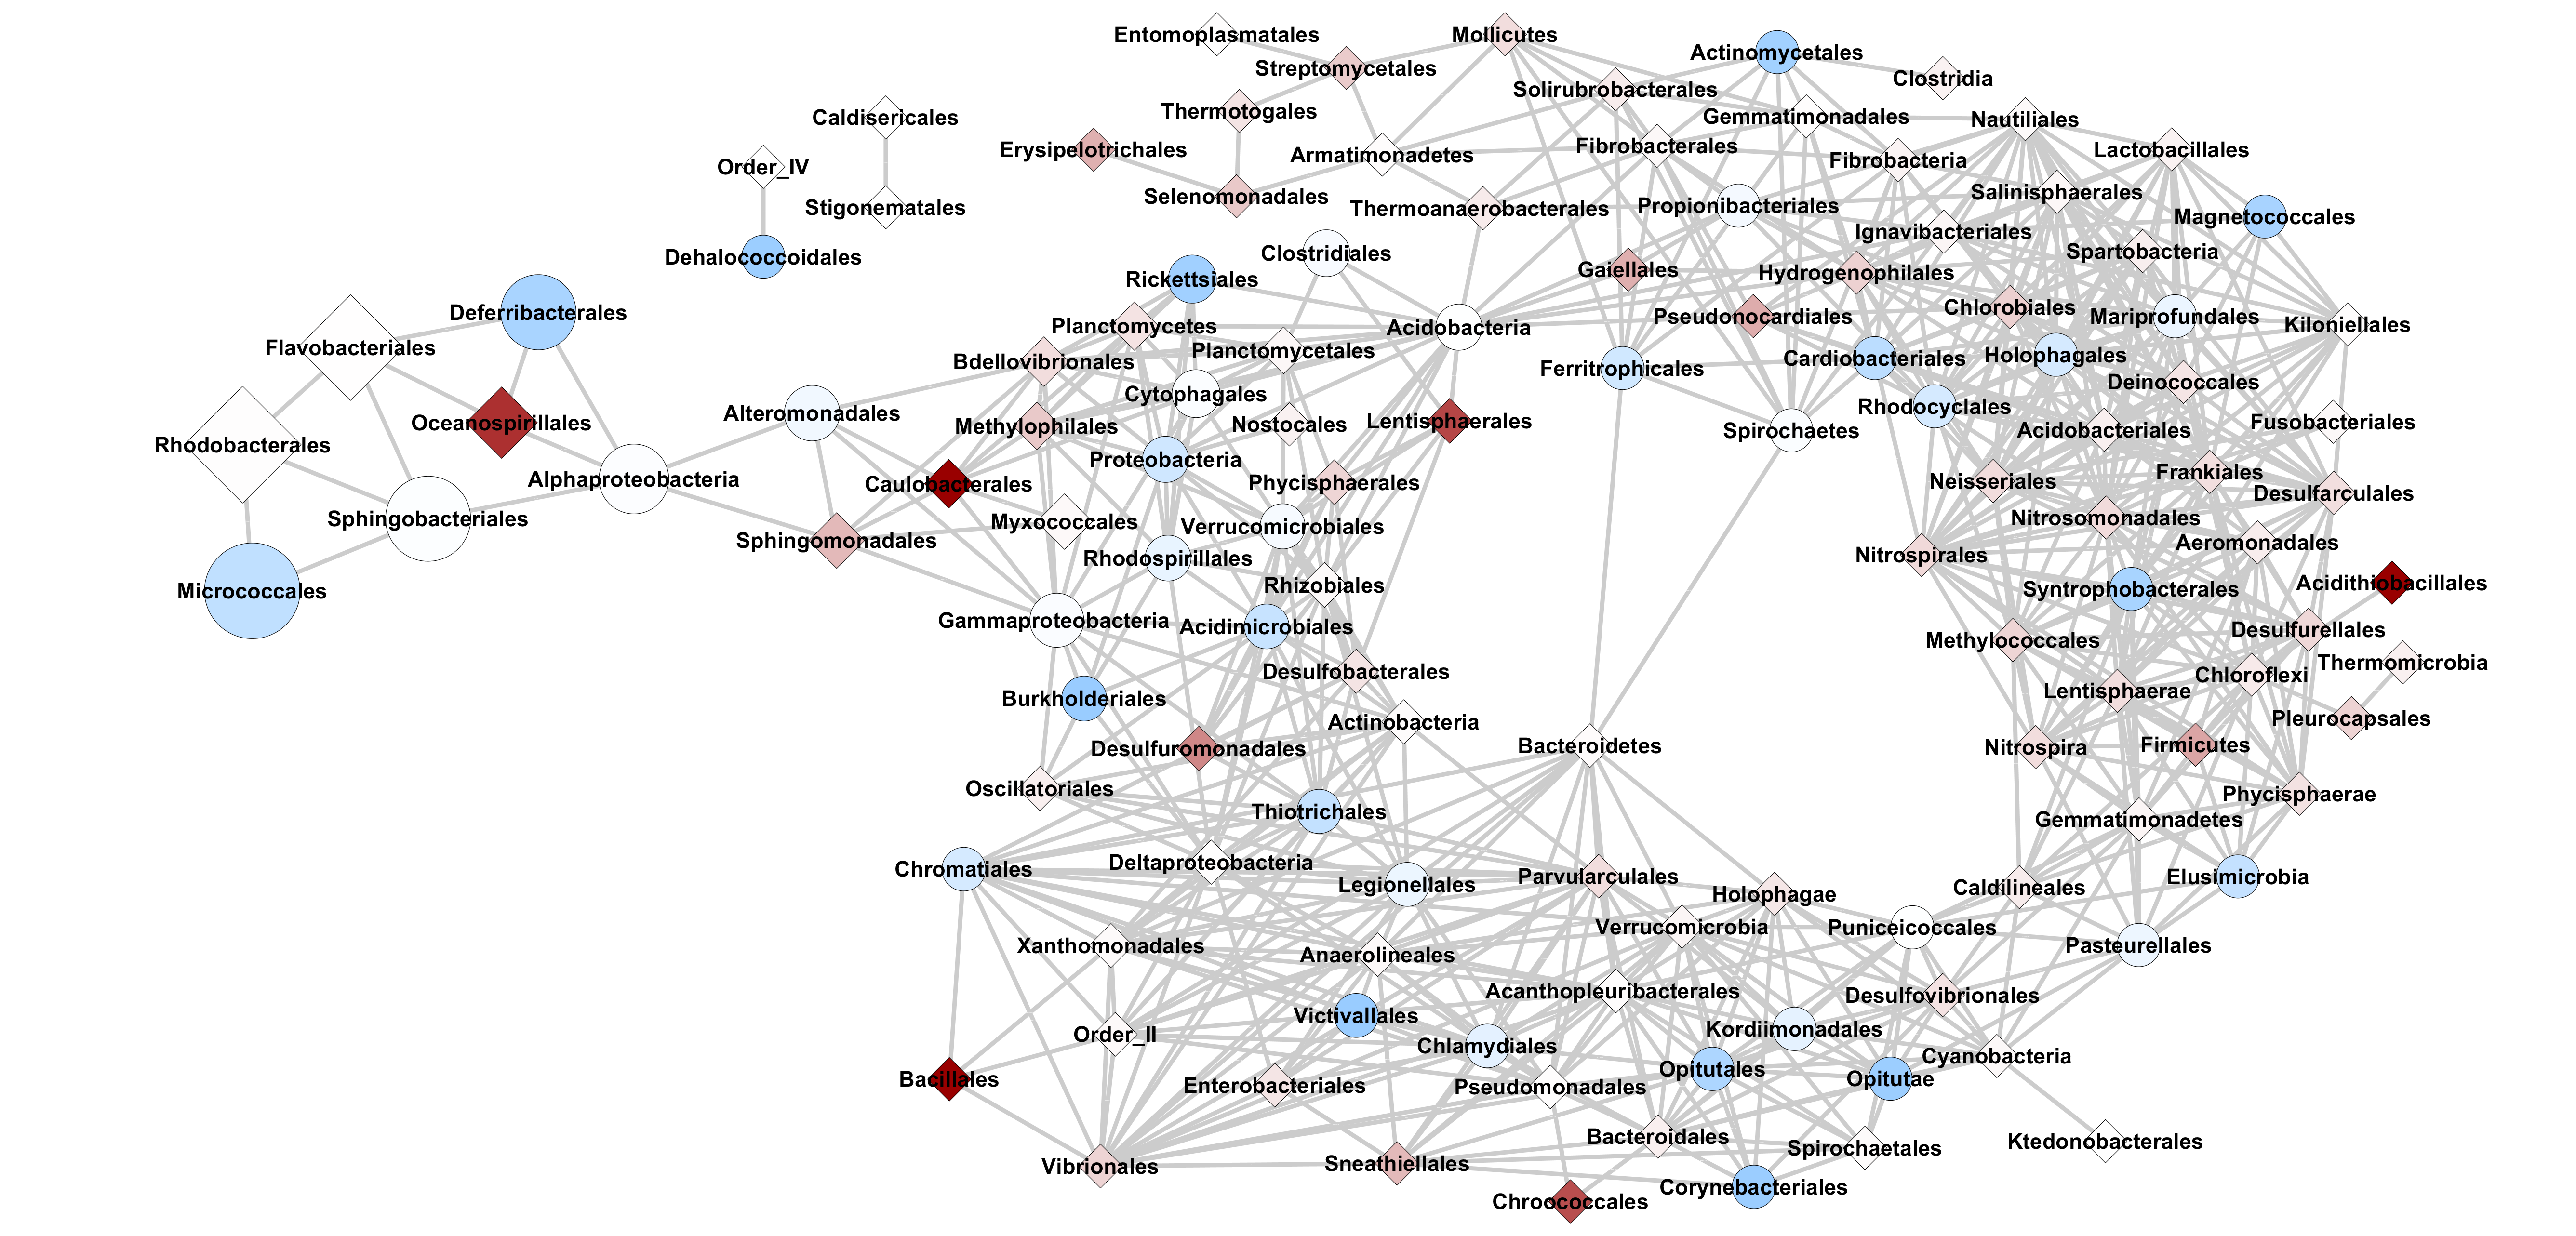 Entomoplasmatales
Mollicutes
Actinomycetales
Streptomycetales
Clostridia
Solirubrobacterales
Thermotogales
Caldisericales
Gemmatimonadales
Nautiliales
Fibrobacterales
Erysipelotrichales
Lactobacillales
Armatimonadetes
Fibrobacteria
Order_IV
Salinisphaerales
Selenomonadales
Propionibacteriales
Stigonematales
Thermoanaerobacterales
Magnetococcales
Ignavibacteriales
Spartobacteria
Clostridiales
Dehalococcoidales
Gaiellales
Hydrogenophilales
Rickettsiales
Chlorobiales
Deferribacterales
Pseudonocardiales
Mariprofundales
Kiloniellales
Planctomycetes
Acidobacteria
Flavobacteriales
Planctomycetales
Holophagales
Cardiobacteriales
Bdellovibrionales
Ferritrophicales
Deinococcales
Cytophagales
Rhodocyclales
Alteromonadales
Oceanospirillales
Lentisphaerales
Fusobacteriales
Nostocales
Methylophilales
Acidobacteriales
Spirochaetes
Rhodobacterales
Proteobacteria
Frankiales
Alphaproteobacteria
Neisseriales
Phycisphaerales
Caulobacterales
Desulfarculales
Nitrosomonadales
Sphingobacteriales
Myxococcales
Verrucomicrobiales
Sphingomonadales
Aeromonadales
Nitrospirales
Rhodospirillales
Acidithiobacillales
Rhizobiales
Syntrophobacterales
Micrococcales
Gammaproteobacteria
Acidimicrobiales
Desulfurellales
Methylococcales
Thermomicrobia
Desulfobacterales
Chloroflexi
Lentisphaerae
Burkholderiales
Pleurocapsales
Actinobacteria
Firmicutes
Bacteroidetes
Nitrospira
Desulfuromonadales
Oscillatoriales
Phycisphaerae
Thiotrichales
Gemmatimonadetes
Deltaproteobacteria
Chromatiales
Parvularculales
Elusimicrobia
Legionellales
Caldilineales
Holophagae
Verrucomicrobia
Puniceicoccales
Xanthomonadales
Pasteurellales
Anaerolineales
Acanthopleuribacterales
Desulfovibrionales
Victivallales
Kordiimonadales
Order_II
Chlamydiales
Cyanobacteria
Opitutales
Bacillales
Opitutae
Enterobacteriales
Pseudomonadales
Bacteroidales
Ktedonobacterales
Spirochaetales
Sneathiellales
Vibrionales
Corynebacteriales
Chroococcales